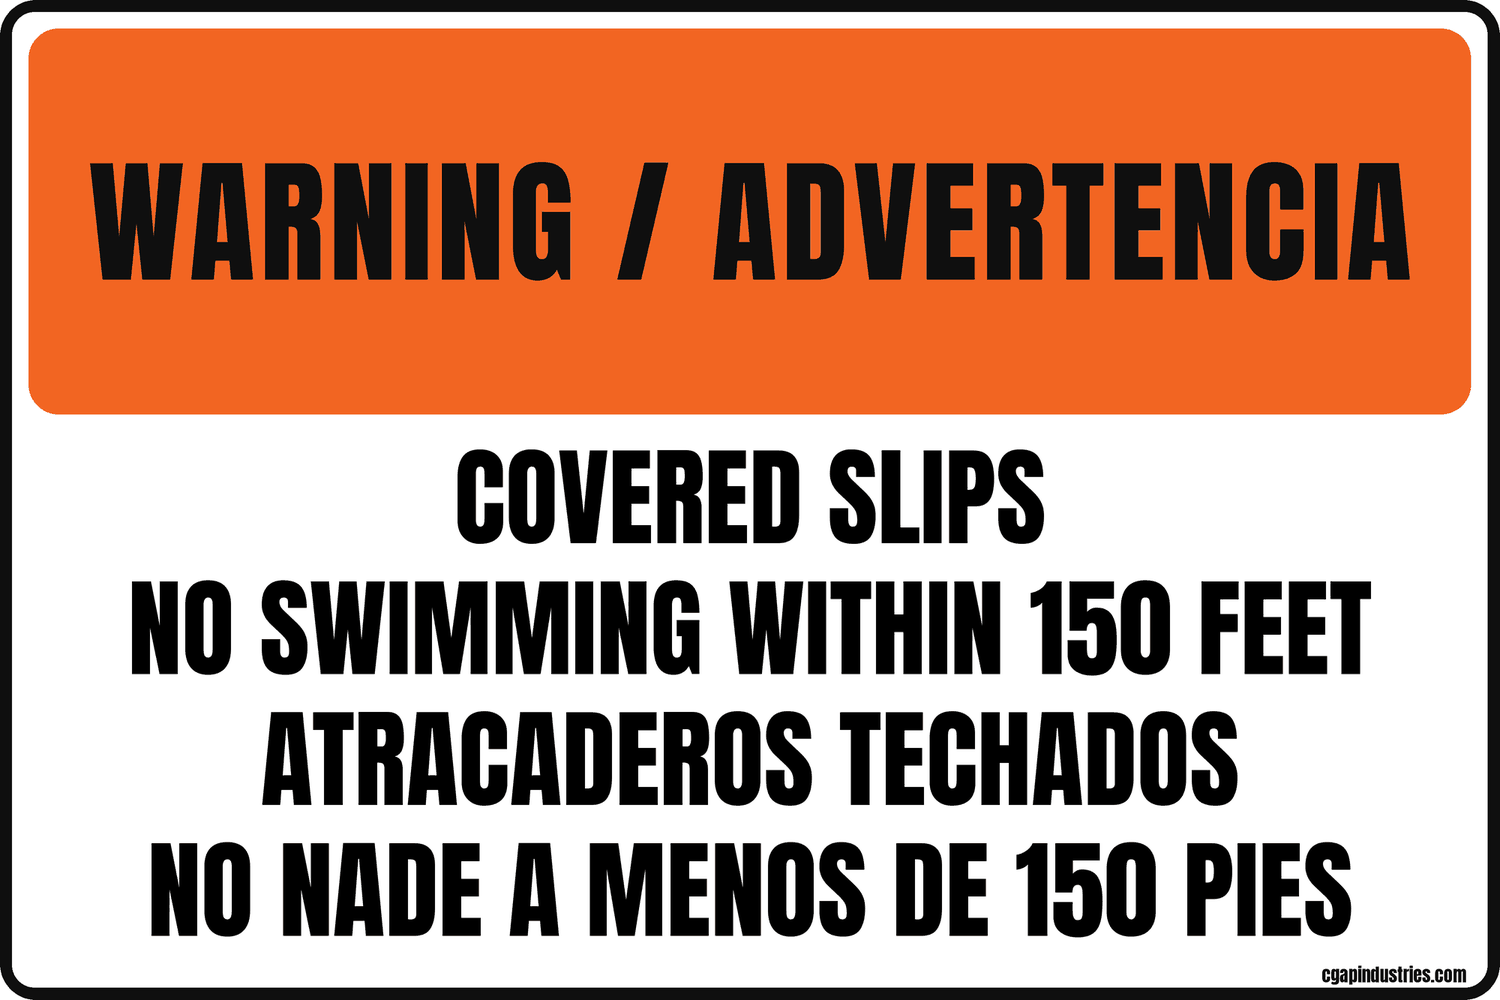 WARNING / ADVERTENCIA
COVERED SLIPS
NO SWIMMING WITHIN 150 FEET
ATRACADEROS TECHADOS
NO NADE A MENOS DE 150 PIES
cgapindustries.com